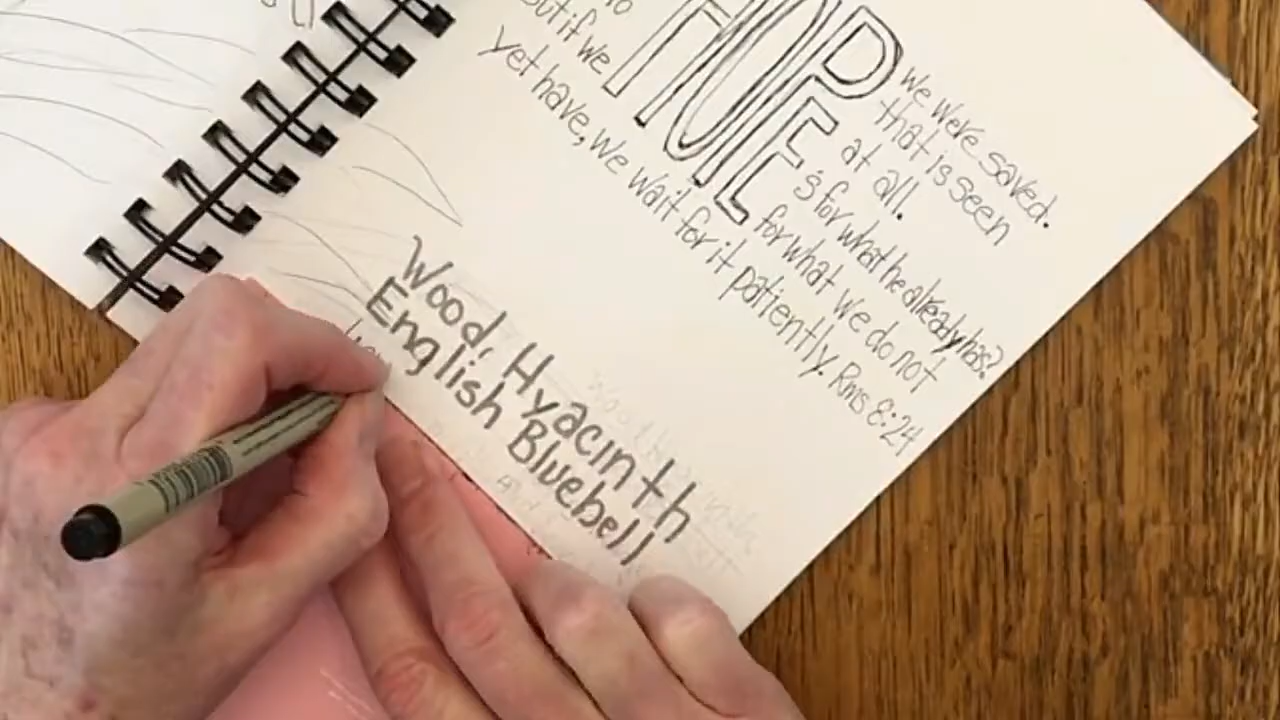 HOPE we were saved.
that is seen
at all.
's for what he already has?
But if we for what we do not
yet have, we wait for it patiently. Rms 8:24
Wood, Hyacinth
English Bluebell